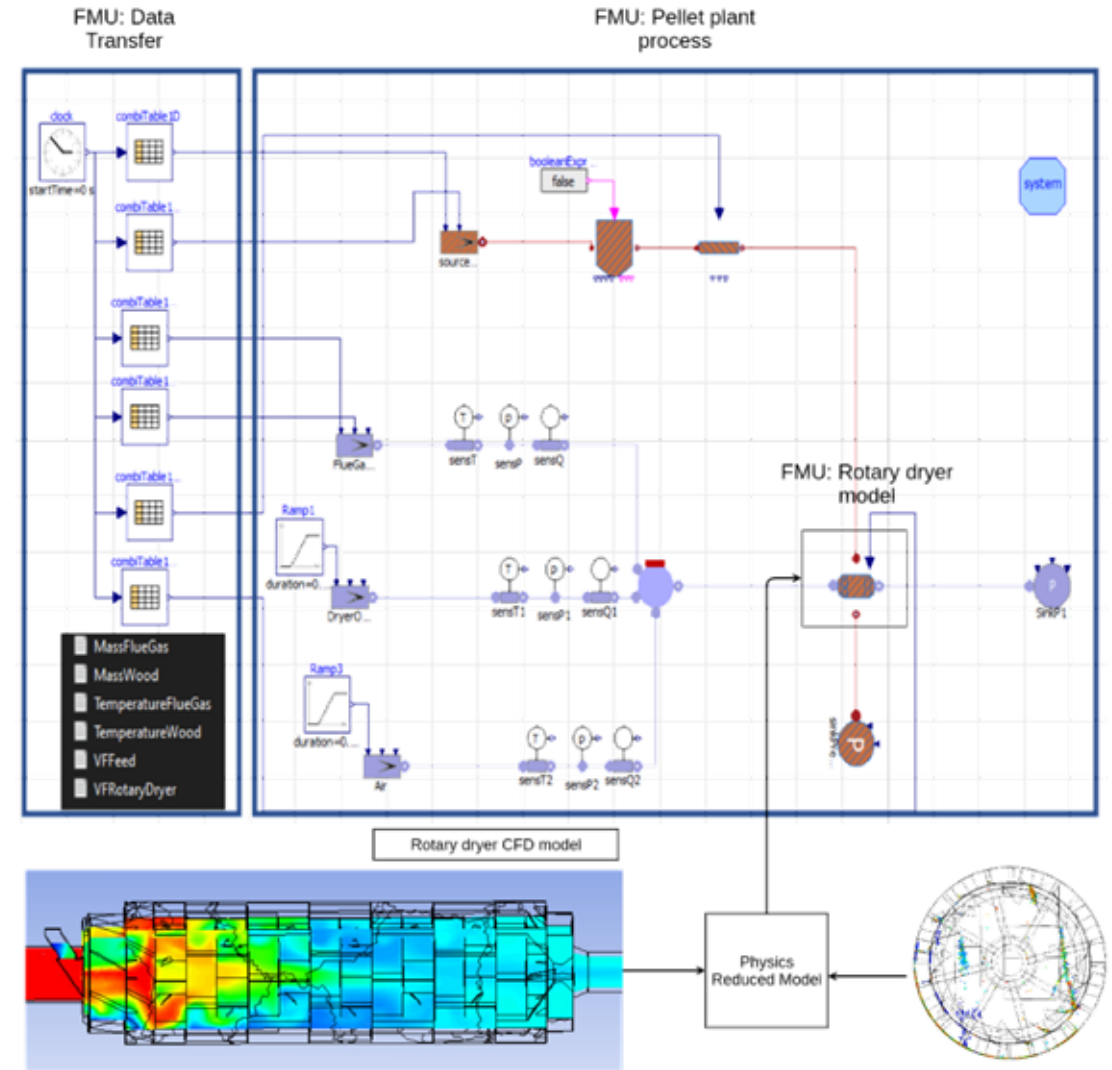 FMU: Data
Transfer
FMU: Pellet plant
process
clock
startTime=0 s
combiTable1D
combiTable1...
combiTable1...
combiTable1...
combiTable1...
combiTable1...
booleanExpr...
false
system
source...
FlueGa...
T
p
sensT
sensP
sensQ
FMU: Rotary dryer
model
Ramp1
duration=0...
DryerO...
T
p
sensT1
sensP1
sensQ1
P
SinkP1
Ramp3
duration=0....
Air
T
p
sensT2
sensP2
sensQ2
P
MassFlueGas
MassWood
TemperatureFlueGas
TemperatureWood
VFFeed
VFRotaryDryer
Rotary dryer CFD model
Physics
Reduced Model